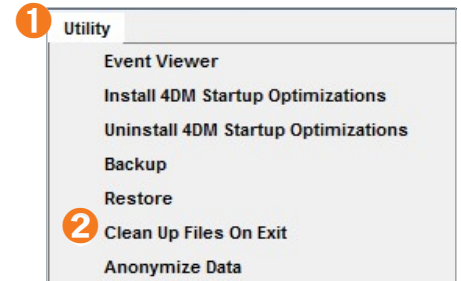 1 Utility
Event Viewer
Install 4DM Startup Optimizations
Uninstall 4DM Startup Optimizations
Backup
Restore
2 Clean Up Files On Exit
Anonymize Data